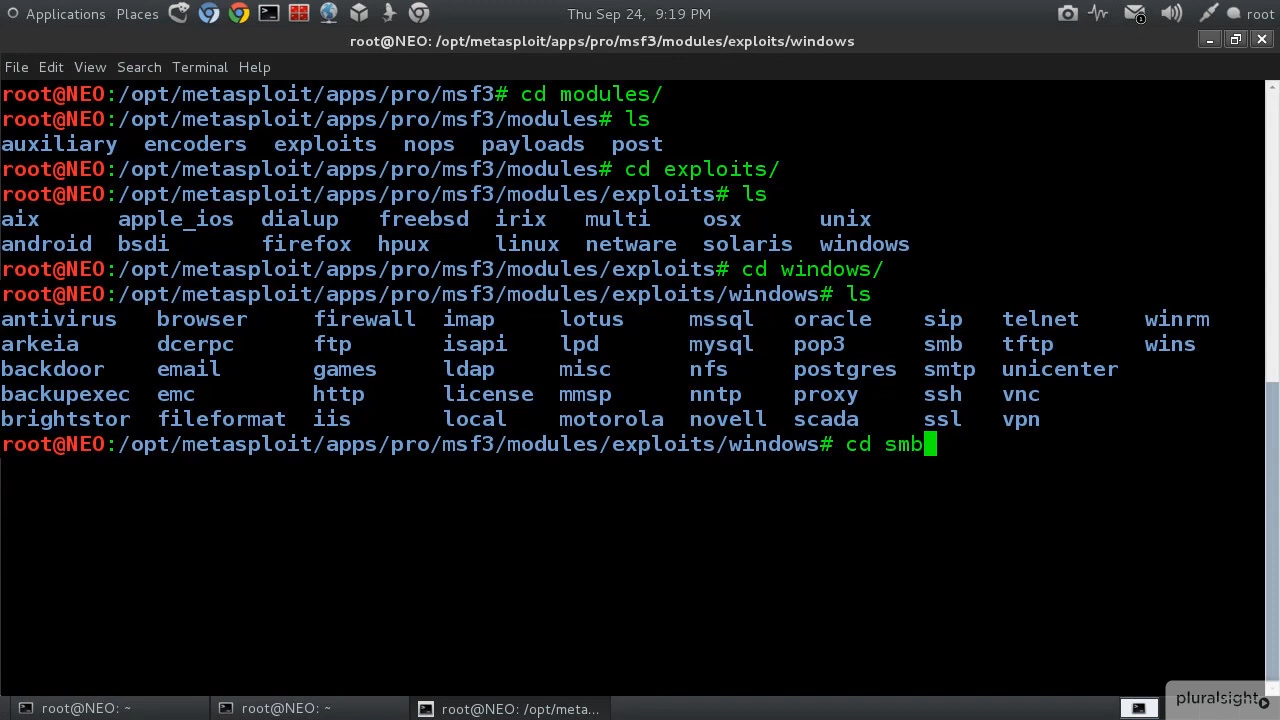 Applications Places Thu Sep 24, 9:19 PM 1 root
root@NEO: /opt/metasploit/apps/pro/msf3/modules/exploits/windows
File Edit View Search Terminal Help
root@NEO:/opt/metasploit/apps/pro/msf3# cd modules/
root@NEO:/opt/metasploit/apps/pro/msf3/modules# ls
auxiliary encoders exploits nops payloads post
root@NEO:/opt/metasploit/apps/pro/msf3/modules# cd exploits/
root@NEO:/opt/metasploit/apps/pro/msf3/modules/exploits# ls
aix apple_ios dialup freebsd irix multi osx unix
android bsdi firefox hpux linux netware solaris windows
root@NEO:/opt/metasploit/apps/pro/msf3/modules/exploits# cd windows/
root@NEO:/opt/metasploit/apps/pro/msf3/modules/exploits/windows# ls
antivirus browser firewall imap lotus mssql oracle sip telnet winrm
arkeia dcerpc ftp isapi lpd mysql pop3 smb tftp wins
backdoor email games ldap misc nfs postgres smtp unicenter
backupexec emc http license mmsp nntp proxy ssh vnc
brightstor fileformat iis local motorola novell scada ssl vpn
root@NEO:/opt/metasploit/apps/pro/msf3/modules/exploits/windows# cd smb
root@NEO: ~ root@NEO: ~ root@NEO: /opt/meta... pluralsight